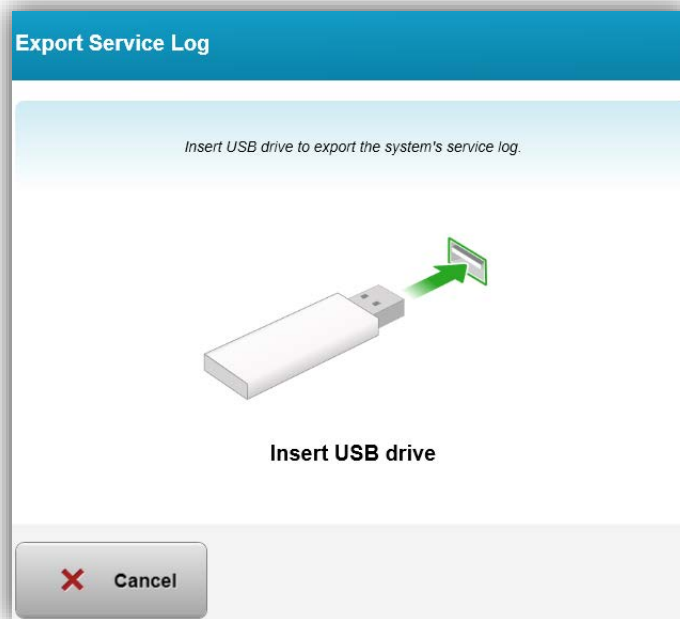 Export Service Log
Insert USB drive to export the system's service log.
Insert USB drive
Cancel